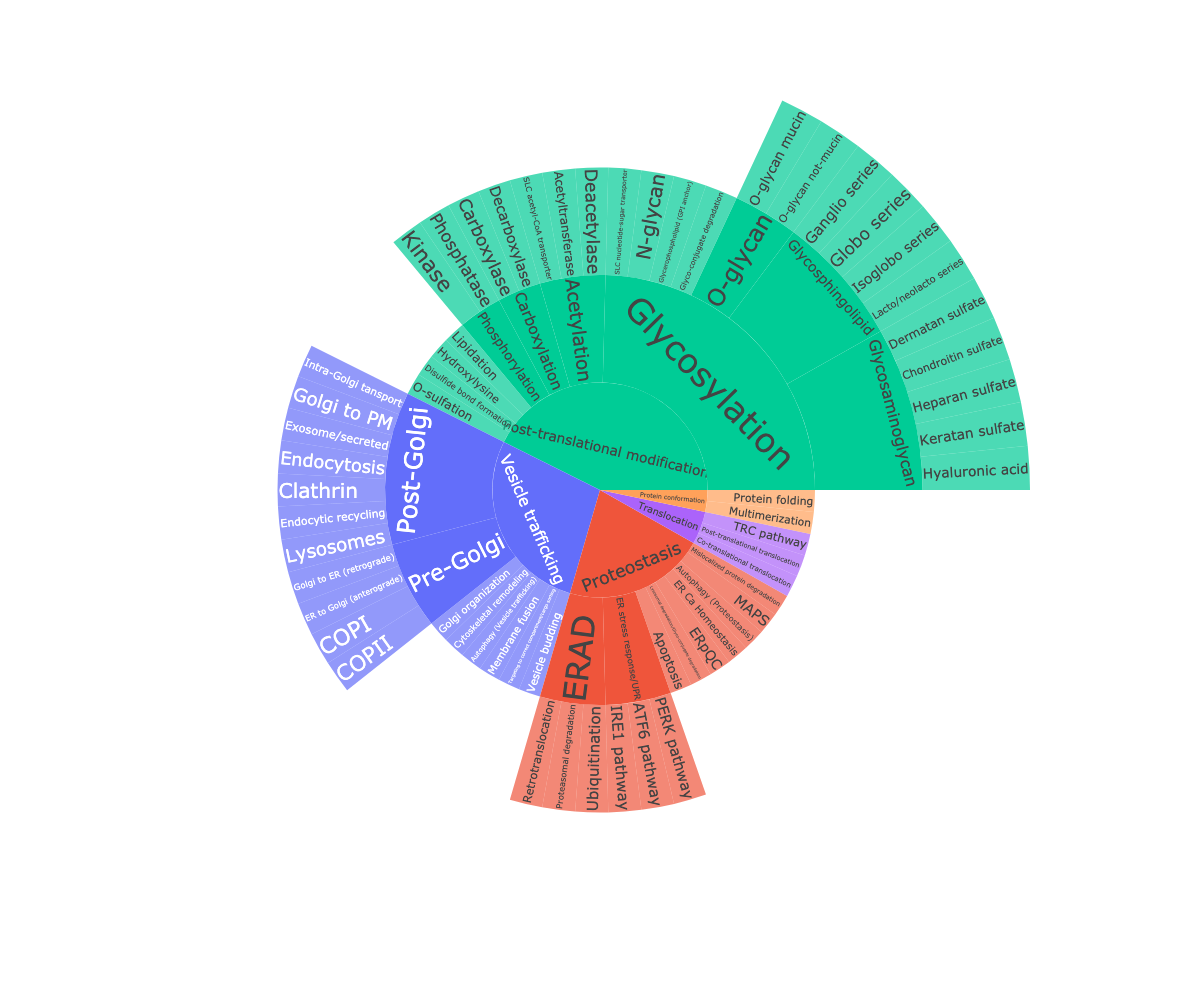 Post-translational modification
Glycosylation
Glycosaminoglycan
Hyaluronic acid
Keratan sulfate
Heparan sulfate
Chondroitin sulfate
Dermatan sulfate
Glycosphingolipid
Lacto/neolacto series
Isoglobo series
Globo series
Ganglio series
O-glycan
O-glycan not-mucin
O-glycan mucin
Glyco-conjugate degradation
Glycerophospholipid (GPI anchor)
N-glycan
SLC nucleotide-sugar transporter
Acetylation
Deacetylase
Acetyltransferase
SLC acetyl-CoA transporter
Carboxylation
Decarboxylase
Carboxylase
Phosphorylation
Phosphatase
Kinase
Lipidation
Hydroxylysine
Disulfide bond formation
O-sulfation
Vesicle trafficking
Post-Golgi
Intra-Golgi tansport
Golgi to PM
Exosome/secreted
Endocytosis
Clathrin
Endocytic recycling
Lysosomes
Pre-Golgi
Golgi to ER (retrograde)
ER to Golgi (anterograde)
COPI
COPII
Golgi organization
Cytoskeletal remodeling
Autophagy (Vesicle trafficking)
Membrane fusion
Vesicle budding
Proteostasis
ERAD
Retrotranslocation
Proteasomal degradation
Ubiquitination
ER stress response/UPR
IRE1 pathway
ATF6 pathway
PERK pathway
Apoptosis
ERpQC
ER Ca Homeostasis
Autophagy (Proteostasis)
MAPS
Mislocalized protein degradation
Translocation
Co-translational translocation
Post-translational translocation
TRC pathway
Protein conformation
Multimerization
Protein folding